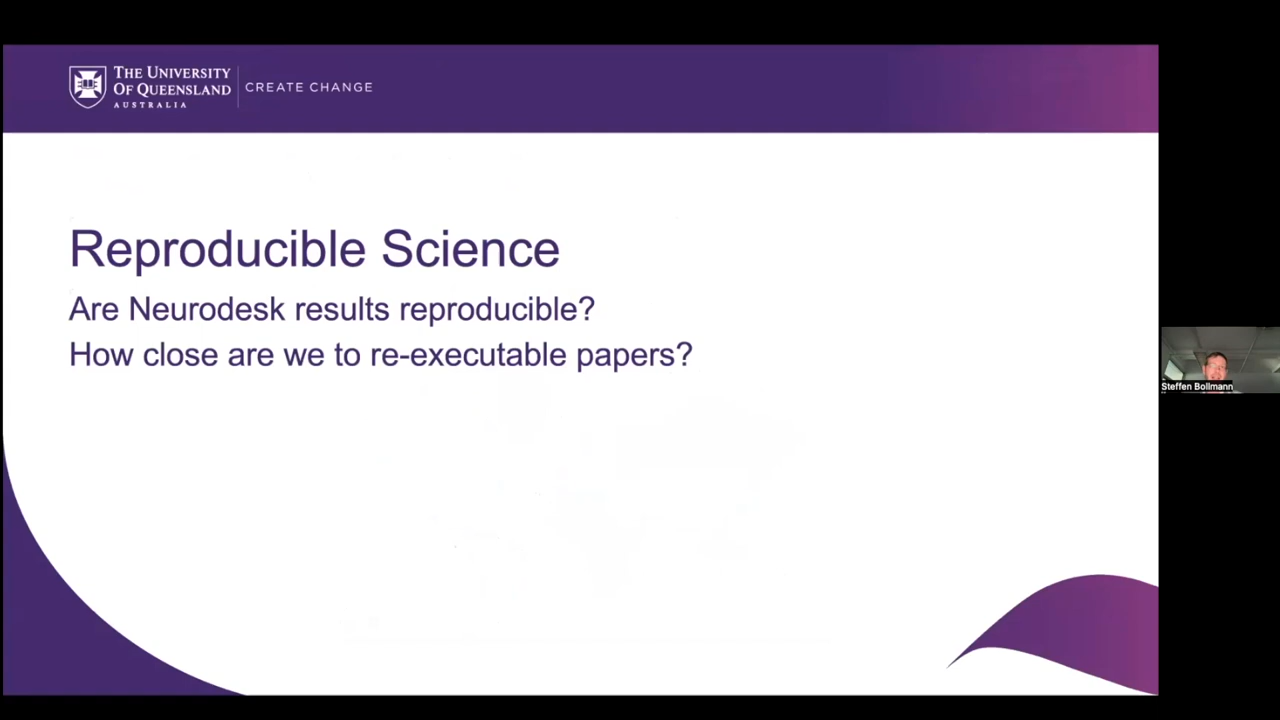 THE UNIVERSITY
OF QUEENSLAND
AUSTRALIA
CREATE CHANGE
Reproducible Science
Are Neurodesk results reproducible?
How close are we to re-executable papers?
Steffen Bollmann